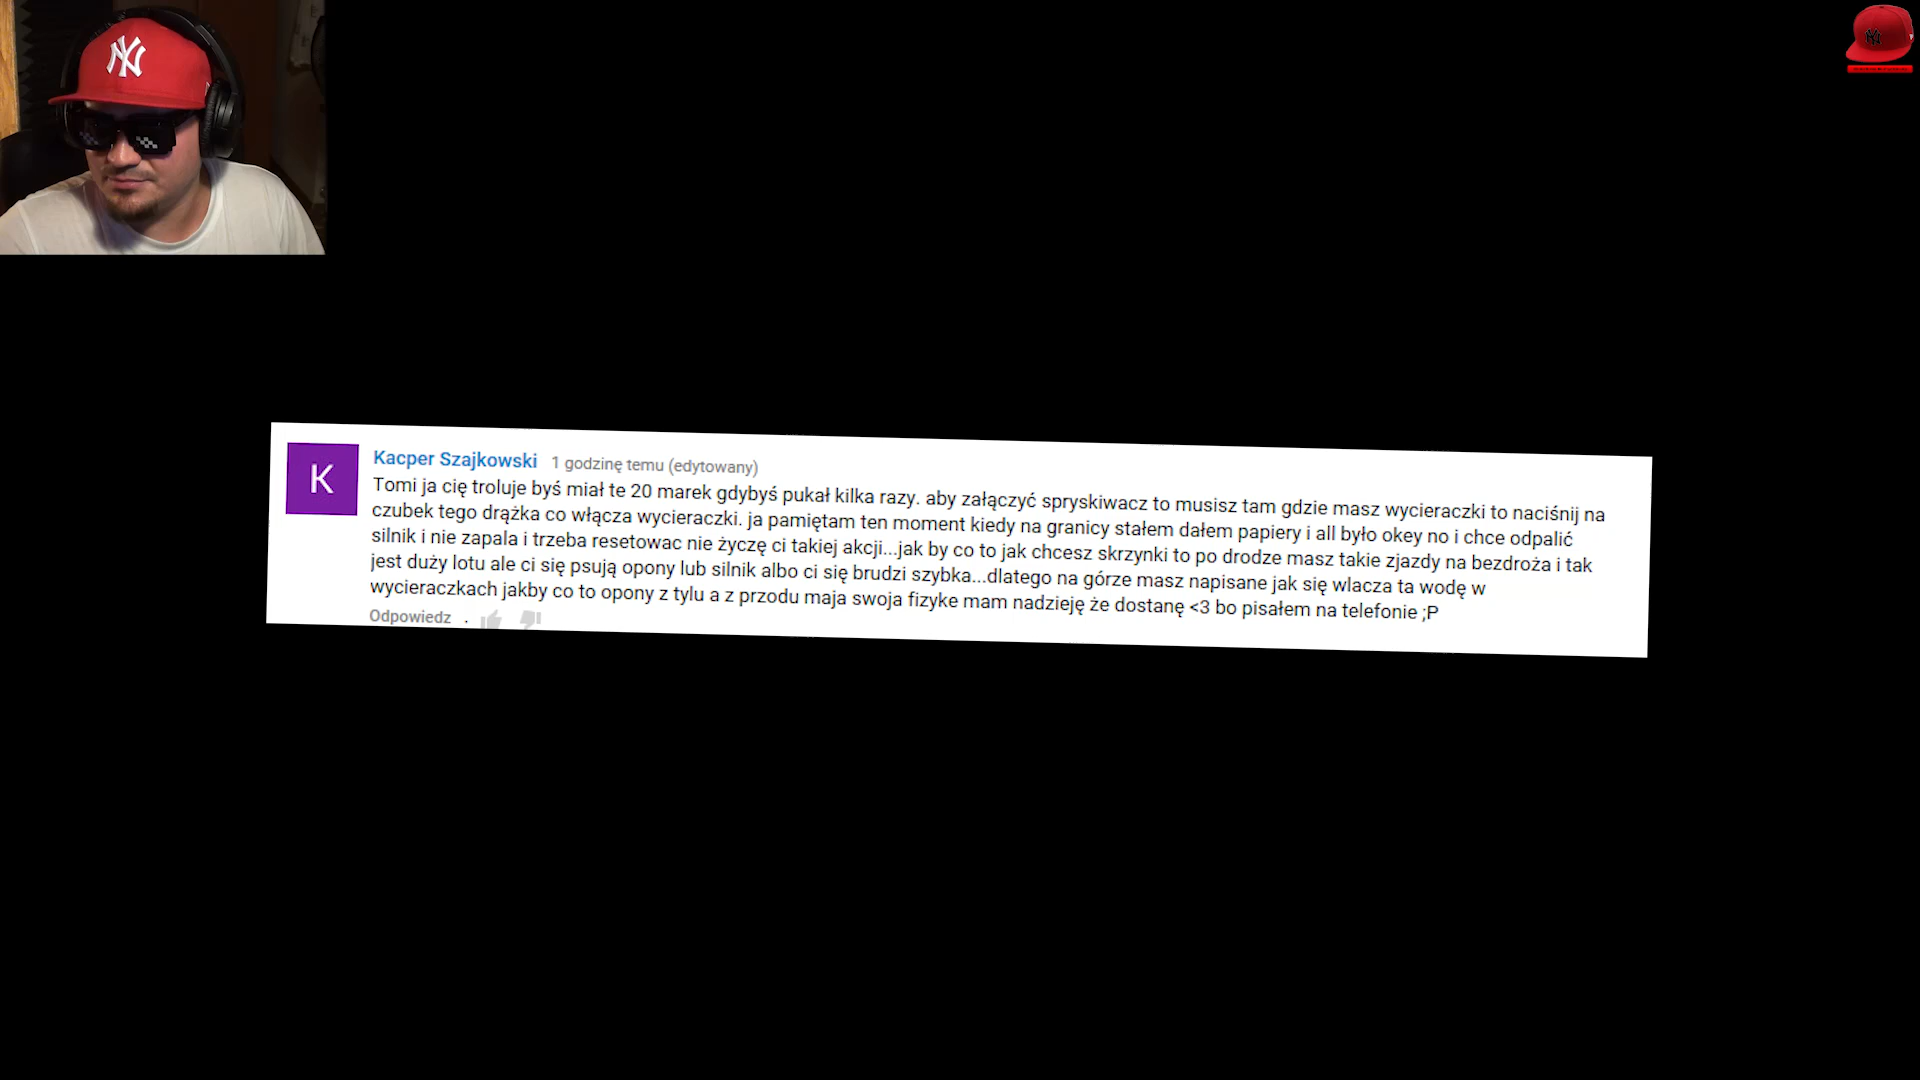 NY
Kacper Szajkowski 1 godzinę temu (edytowany)
K
Tomi ja cię troluje byś miał te 20 marek gdybyś pukał kilka razy. aby załączyć spryskiwacz to musisz tam gdzie masz wycieraczki to naciśnij na
czubek tego drążka co włącza wycieraczki. ja pamiętam ten moment kiedy na granicy stałem dałem papiery i all było okey no i chce odpalić
silnik i nie zapala i trzeba resetowac nie życzę ci takiej akcji...jak by co to jak chcesz skrzynki to po drodze masz takie zjazdy na bezdroża i tak
jest duży lotu ale ci się psują opony lub silnik albo ci się brudzi szybka...dlatego na górze masz napisane jak się wlacza ta wodę w
wycieraczkach jakby co to opony z tylu a z przodu maja swoja fizyke mam nadzieję że dostanę <3 bo pisałem na telefonie ;P
Odpowiedz .